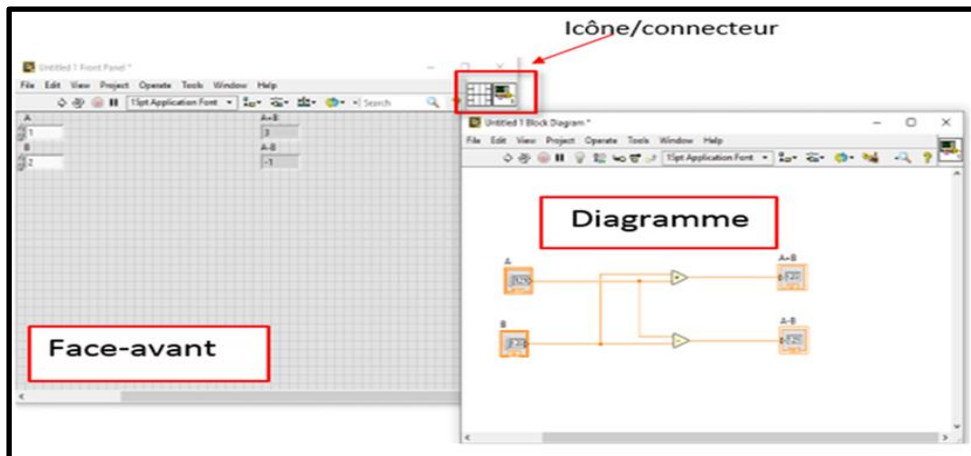 Icône/connecteur
Untitled 1 Front Panel *
File Edit View Project Operate Tools Window Help
15pt Application Font
Search
A
1
B
2
A+B
3
A-B
-1
Face-avant
Untitled 1 Block Diagram *
File Edit View Project Operate Tools Window Help
15pt Application Font
Diagramme
A
A+B
B
A-B